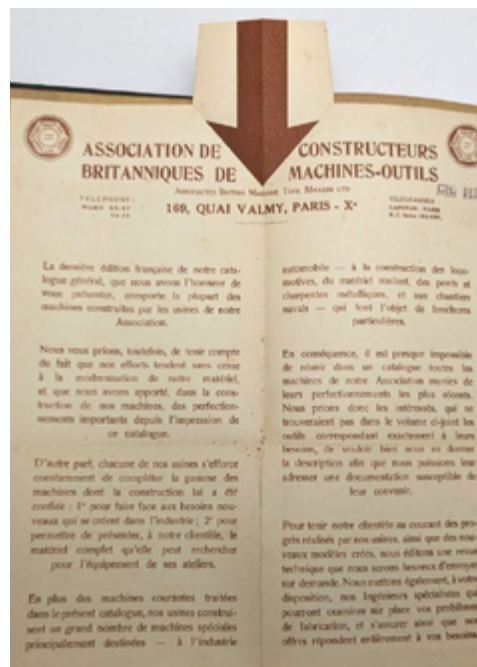 ASSOCIATION DE CONSTRUCTEURS
BRITANNIQUES DE MACHINES-OUTILS
ASSOCIATED BRITISH MACHINE TOOL MAKERS LTD
TÉLÉPHONE:
NORD
TÉLÉGRAMMES
PARIS
169, QUAI VALMY, PARIS - Xe
La dernière édition française de notre cata-
logue général, que nous avons l'honneur de
vous présenter, comporte la plupart des
machines construites par les usines de notre
Association.
Nous vous prions, toutefois, de tenir compte
du fait que nos efforts tendent sans cesse
à la modernisation de notre matériel,
et que nous avons apporté, dans la cons-
truction de nos machines, des perfection-
nements importants depuis l'impression de
ce catalogue.
D'autre part, chacune de nos usines s'efforce
constamment de compléter la gamme des
machines dont la construction lui a été
confiée : 1° pour faire face aux besoins nou-
veaux qui se créent dans l'industrie; 2° pour
permettre de présenter, à notre clientèle, le
matériel complet qu'elle peut rechercher
pour l'équipement de ses ateliers.
En plus des machines courantes traitées
dans le présent catalogue, nos usines construi-
sent un grand nombre de machines spéciales
principalement destinées — à l'industrie
automobile — à la construction des loco-
motives, du matériel roulant, des ponts et
charpentes métalliques, et aux chantiers
navals — qui font l'objet de brochures
particulières.
En conséquence, il est presque impossible
de réunir dans un catalogue toutes les
machines de notre Association munies de
leurs perfectionnements les plus récents.
Nous prions donc les intéressés, qui ne
trouveraient pas dans le volume ci-joint les
outils correspondant exactement à leurs
besoins, de vouloir bien nous en donner
la description afin que nous puissions leur
adresser une documentation susceptible de
leur convenir.
Pour tenir notre clientèle au courant des pro-
grès réalisés par nos usines, ainsi que des nou-
veaux modèles créés, nous éditons une revue
technique que nous serons heureux d'envoyer
sur demande. Nous mettons également, à votre
disposition, nos Ingénieurs spécialistes qui
pourront examiner sur place vos problèmes
de fabrication, et s'assurer ainsi que nos
offres répondent entièrement à vos besoins